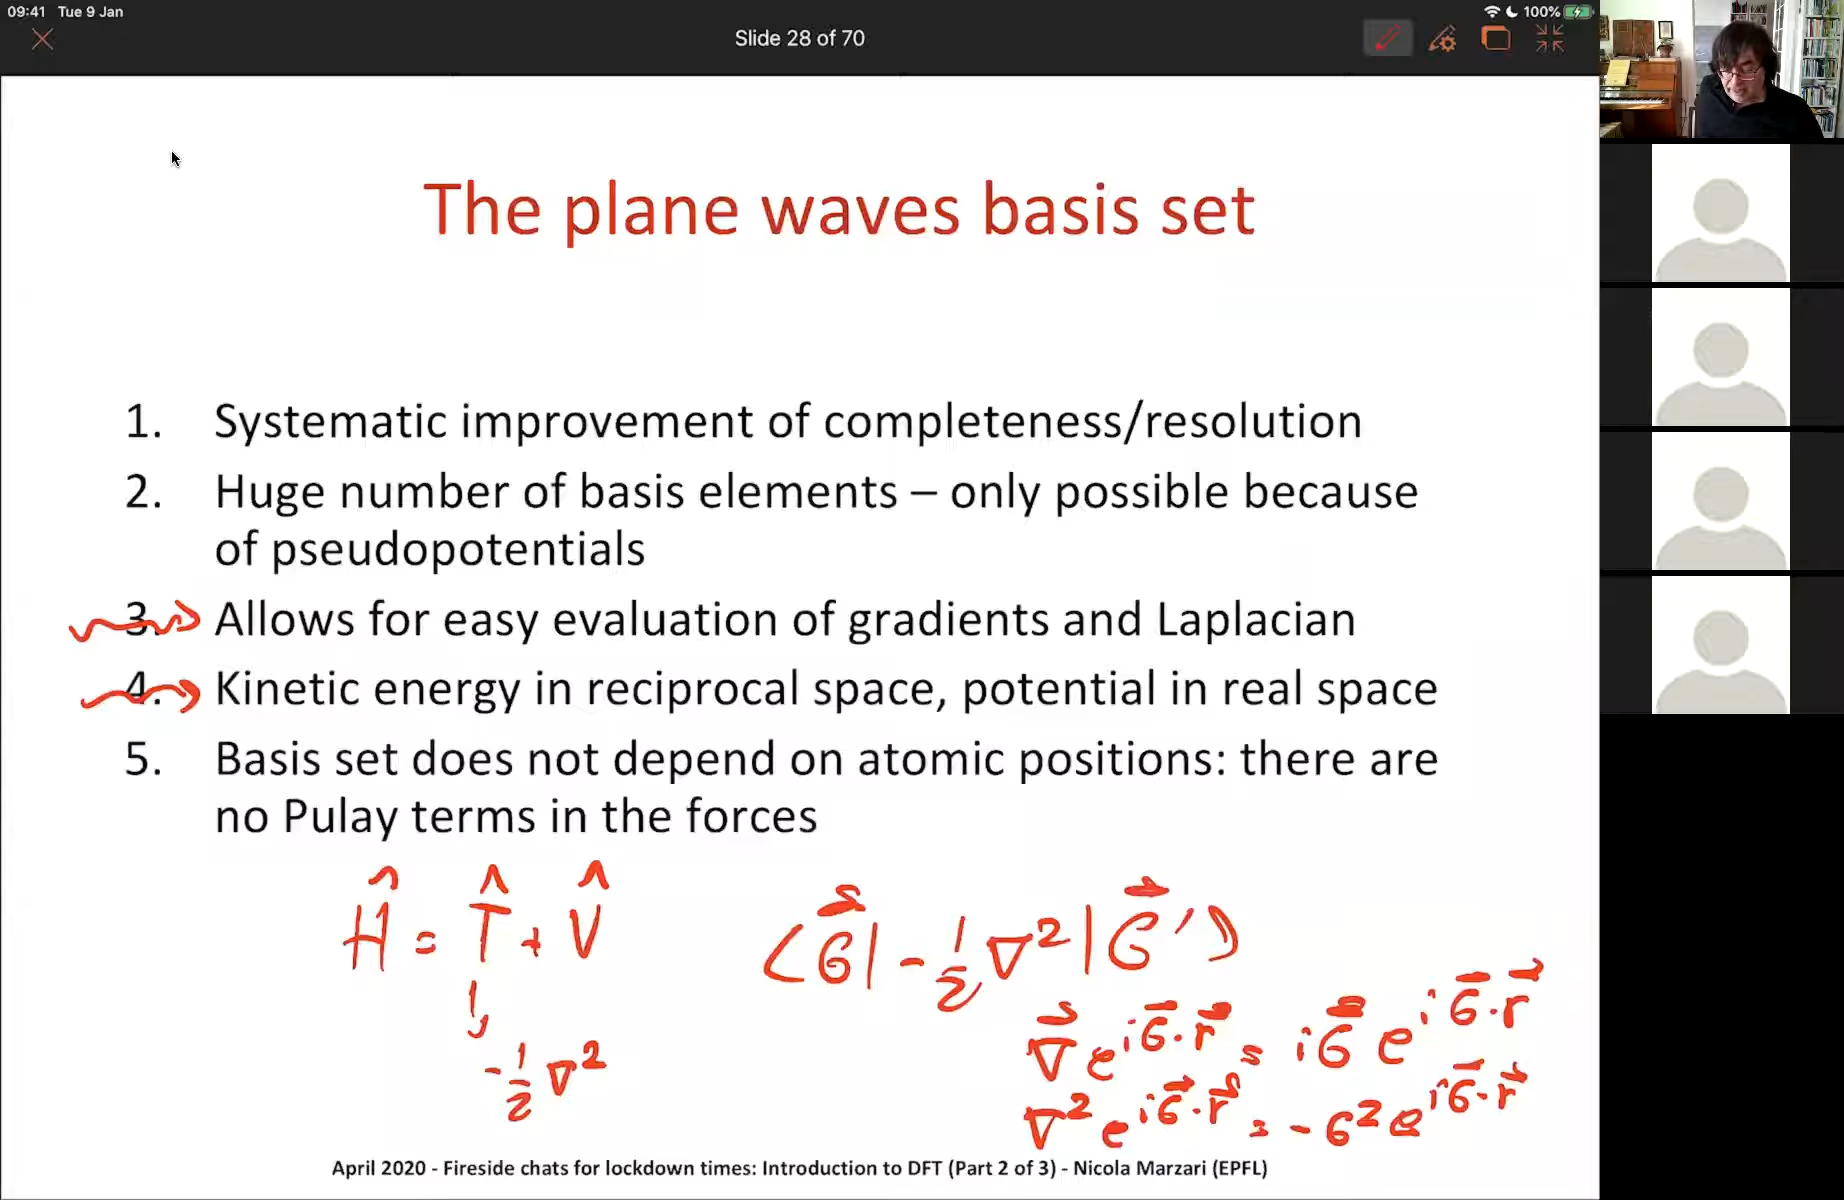 09:41 Tue 9 Jan
100%
Slide 28 of 70
The plane waves basis set
1. Systematic improvement of completeness/resolution
2. Huge number of basis elements – only possible because
of pseudopotentials
3. Allows for easy evaluation of gradients and Laplacian
4. Kinetic energy in reciprocal space, potential in real space
5. Basis set does not depend on atomic positions: there are
no Pulay terms in the forces
Ĥ = T̂ + V̂
-½ ∇²
⟨G⃗| -½ ∇² |G⃗'⟩
∇⃗ e^{iG⃗·r⃗} = iG⃗ e^{iG⃗·r⃗}
∇² e^{iG⃗·r⃗} = -G² e^{iG⃗·r⃗}
April 2020 - Fireside chats for lockdown times: Introduction to DFT (Part 2 of 3) - Nicola Marzari (EPFL)